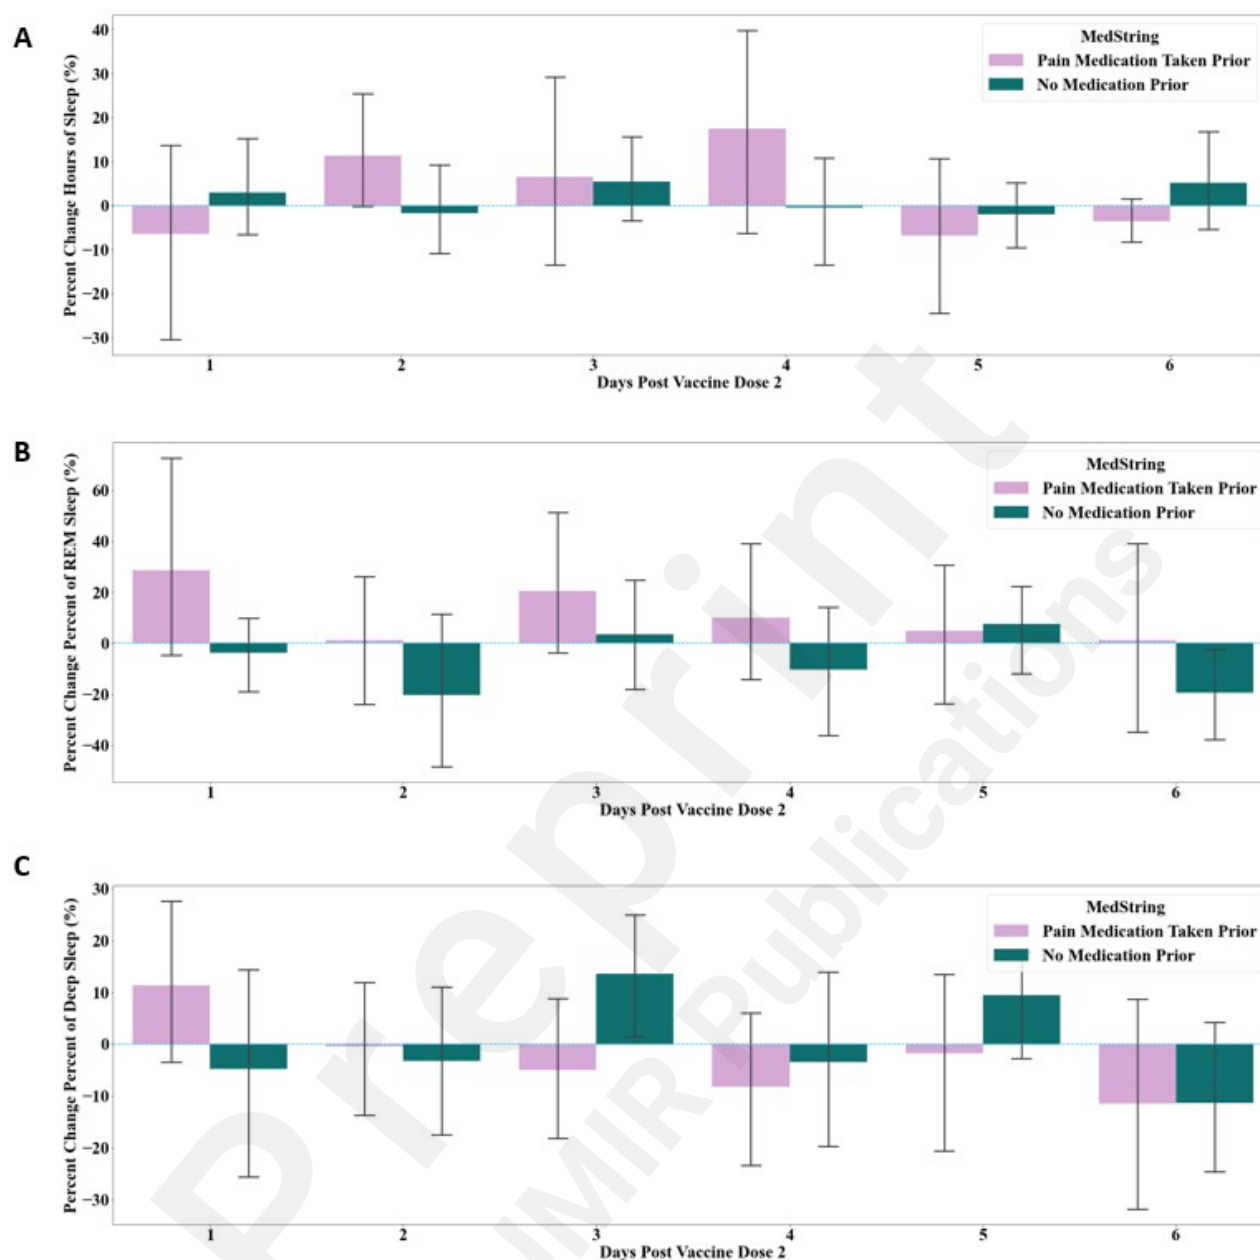 A
Percent Change Hours of Sleep (%)
40
30
20
10
0
−10
−20
−30
MedString
Pain Medication Taken Prior
No Medication Prior
1 2 3 4 5 6
Days Post Vaccine Dose 2
B
Percent Change Percent of REM Sleep (%)
60
40
20
0
−20
−40
MedString
Pain Medication Taken Prior
No Medication Prior
1 2 3 4 5 6
Days Post Vaccine Dose 2
C
Percent Change Percent of Deep Sleep (%)
30
20
10
0
−10
−20
−30
MedString
Pain Medication Taken Prior
No Medication Prior
1 2 3 4 5 6
Days Post Vaccine Dose 2
Preprint
JMIR Publications